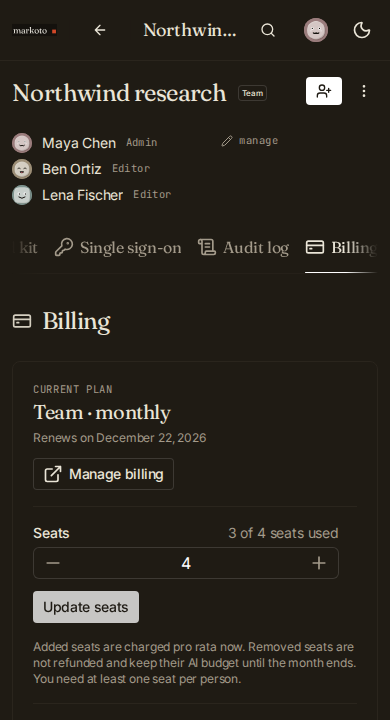 markoto
Northwin...
Northwind research Team
Maya Chen Admin
manage
Ben Ortiz Editor
Lena Fischer Editor
kit Single sign-on Audit log Billing
Billing
CURRENT PLAN
Team · monthly
Renews on December 22, 2026
Manage billing
Seats 3 of 4 seats used
4
Update seats
Added seats are charged pro rata now. Removed seats are
not refunded and keep their AI budget until the month ends.
You need at least one seat per person.